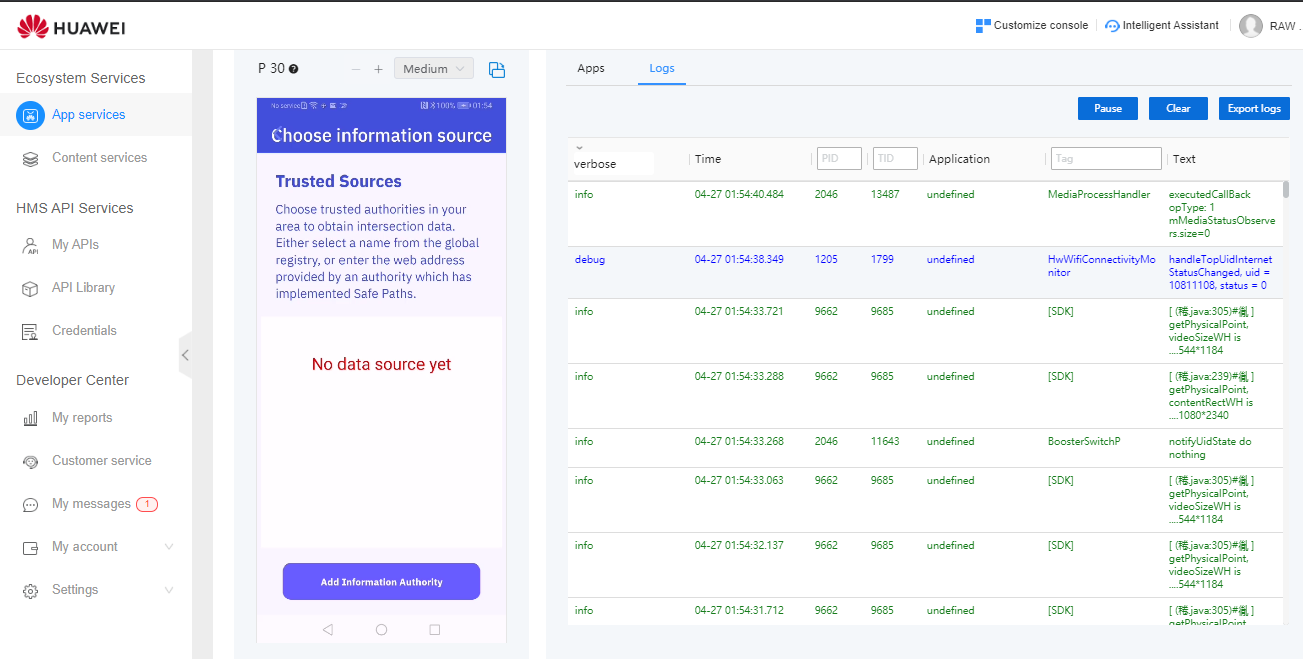 HUAWEI
Customize console
Intelligent Assistant
RAW .
Ecosystem Services
App services
Content services
HMS API Services
My APIs
API Library
Credentials
Developer Center
My reports
Customer service
My messages 1
My account
Settings
P 30
Medium
No service
100%
01:54
Choose information source
Trusted Sources
Choose trusted authorities in your
area to obtain intersection data.
Either select a name from the global
registry, or enter the web address
provided by an authority which has
implemented Safe Paths.
No data source yet
Add Information Authority
Apps
Logs
Pause
Clear
Export logs
verbose
Time
PID
TID
Application
Tag
Text
info 04-27 01:54:40.484 2046 13487 undefined MediaProcessHandler executedCallBack
opType: 1
mMediaStatusObserve
rs.size=0
debug 04-27 01:54:38.349 1205 1799 undefined HwWifiConnectivityMo handleTopUidInternet
nitor StatusChanged, uid =
10811108, status = 0
info 04-27 01:54:33.721 9662 9685 undefined [SDK] [ (.java:305)# ]
getPhysicalPoint,
videoSizeWH is
....544*1184
info 04-27 01:54:33.288 9662 9685 undefined [SDK] [ (.java:239)# ]
getPhysicalPoint,
contentRectWH is
....1080*2340
info 04-27 01:54:33.268 2046 11643 undefined BoosterSwitchP notifyUidState do
nothing
info 04-27 01:54:33.063 9662 9685 undefined [SDK] [ (.java:305)# ]
getPhysicalPoint,
videoSizeWH is
....544*1184
info 04-27 01:54:32.137 9662 9685 undefined [SDK] [ (.java:305)# ]
getPhysicalPoint,
videoSizeWH is
....544*1184
info 04-27 01:54:31.712 9662 9685 undefined [SDK] [ (.java:305)# ]
getPhysicalPoint,